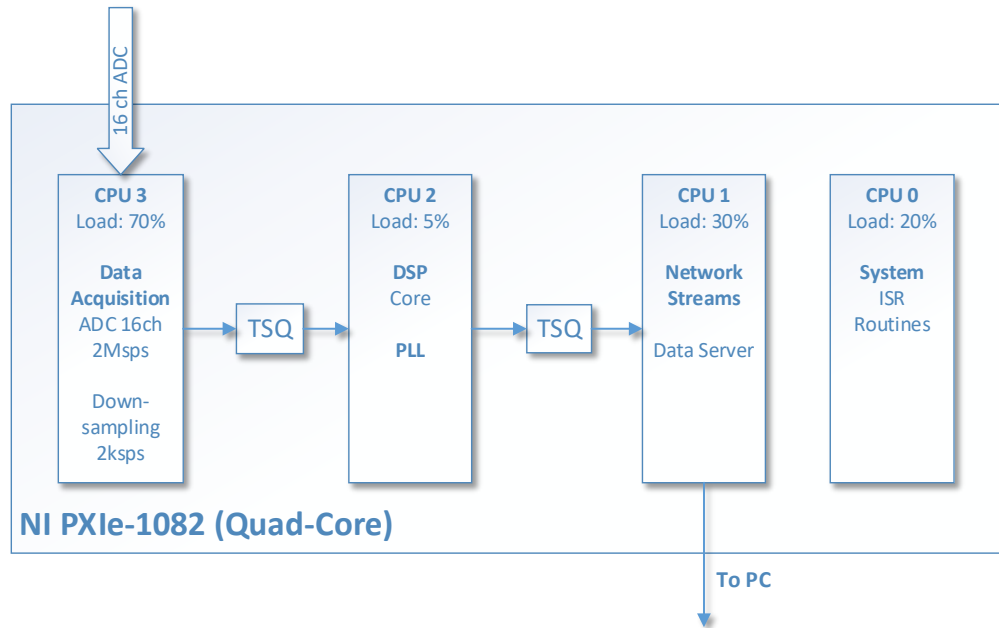 16 ch ADC
CPU 3
Load: 70%
Data
Acquisition
ADC 16ch
2Msps
Down-
sampling
2ksps
TSQ
CPU 2
Load: 5%
DSP
Core
PLL
TSQ
CPU 1
Load: 30%
Network
Streams
Data Server
CPU 0
Load: 20%
System
ISR
Routines
NI PXIe-1082 (Quad-Core)
To PC